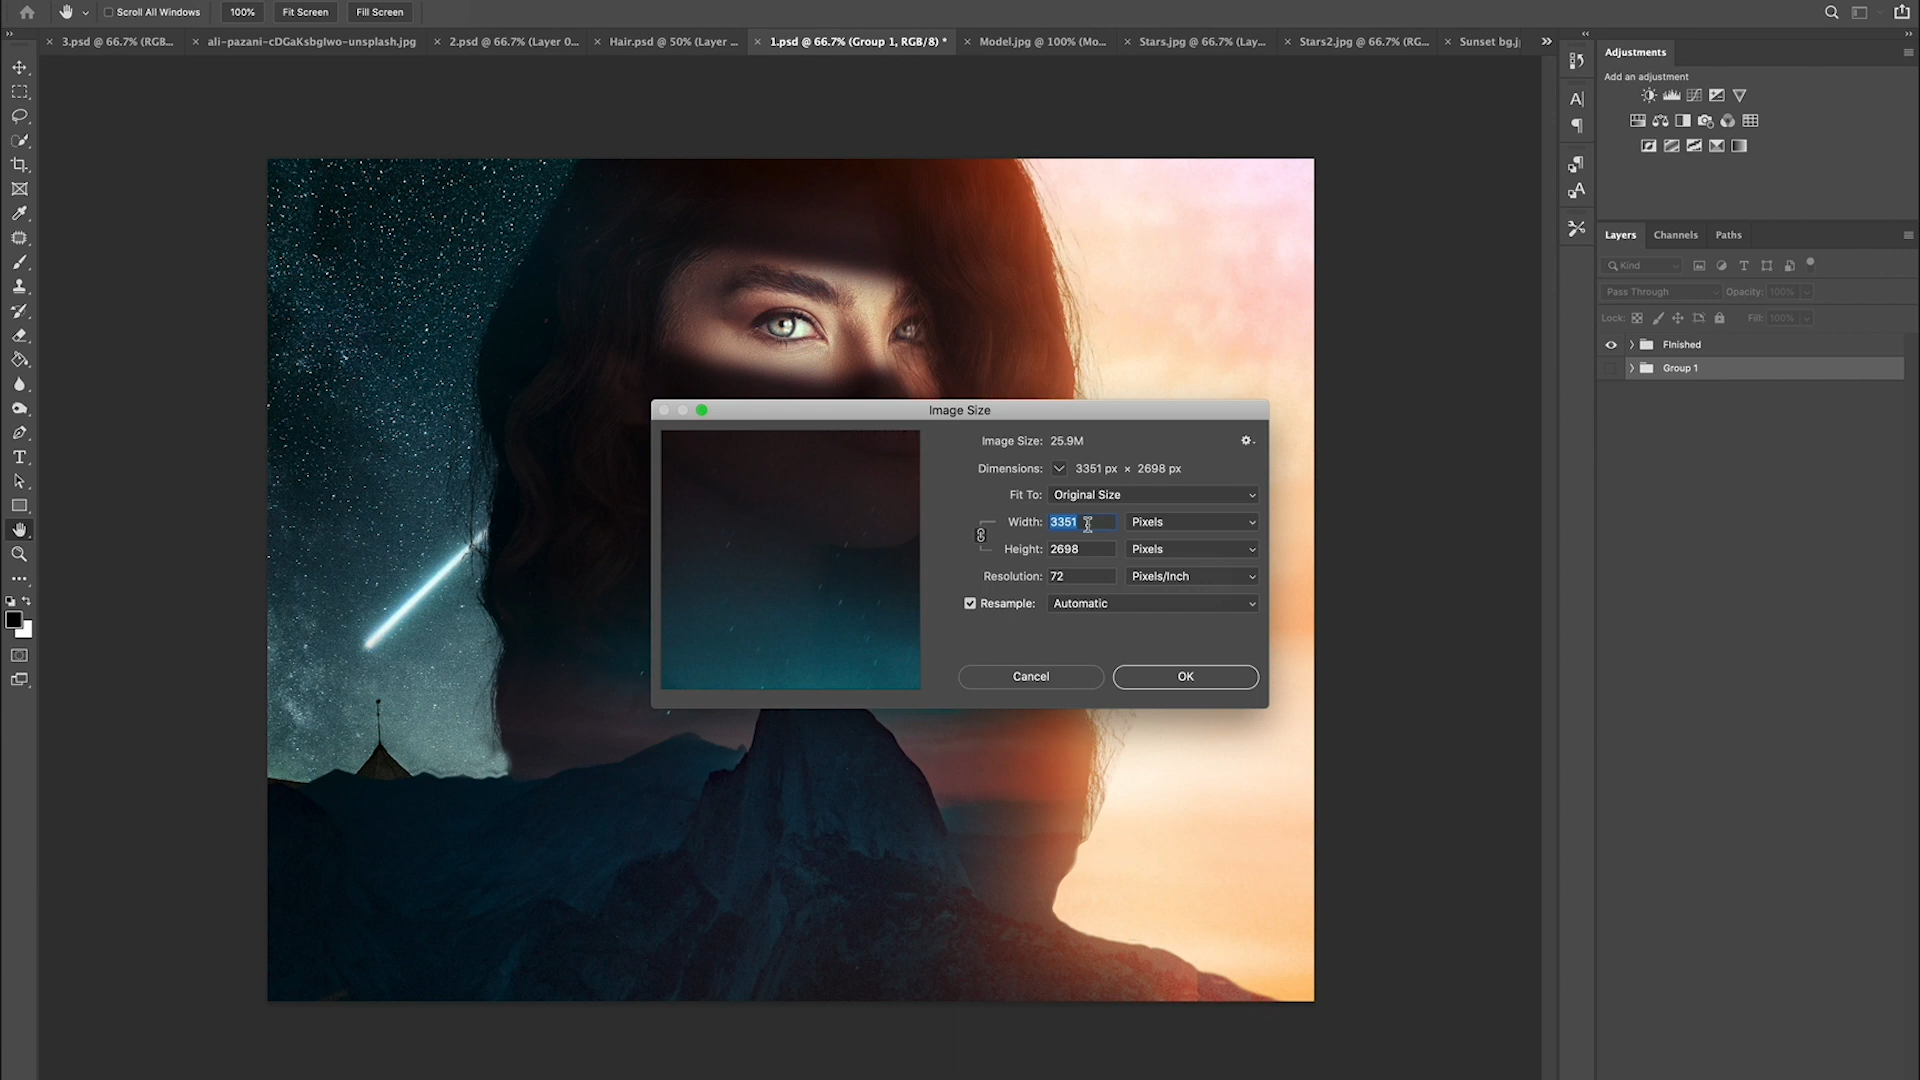 Scroll All Windows 100% Fit Screen Fill Screen
3.psd @ 66.7% (RGB... ali-pazani-cDGaKsbgIwo-unsplash.jpg 2.psd @ 66.7% (Layer 0... Hair.psd @ 50% (Layer ... 1.psd @ 66.7% (Group 1, RGB/8) * Model.jpg @ 100% (Mo... Stars.jpg @ 66.7% (Lay... Stars2.jpg @ 66.7% (RG... Sunset bg.j
Adjustments
Add an adjustment
Layers Channels Paths
Kind
Pass Through Opacity: 100%
Lock: Fill: 100%
FInished
Group 1
Image Size
Image Size: 25.9M
Dimensions: 3351 px × 2698 px
Fit To: Original Size
Width: 3351 Pixels
Height: 2698 Pixels
Resolution: 72 Pixels/Inch
Resample: Automatic
Cancel OK